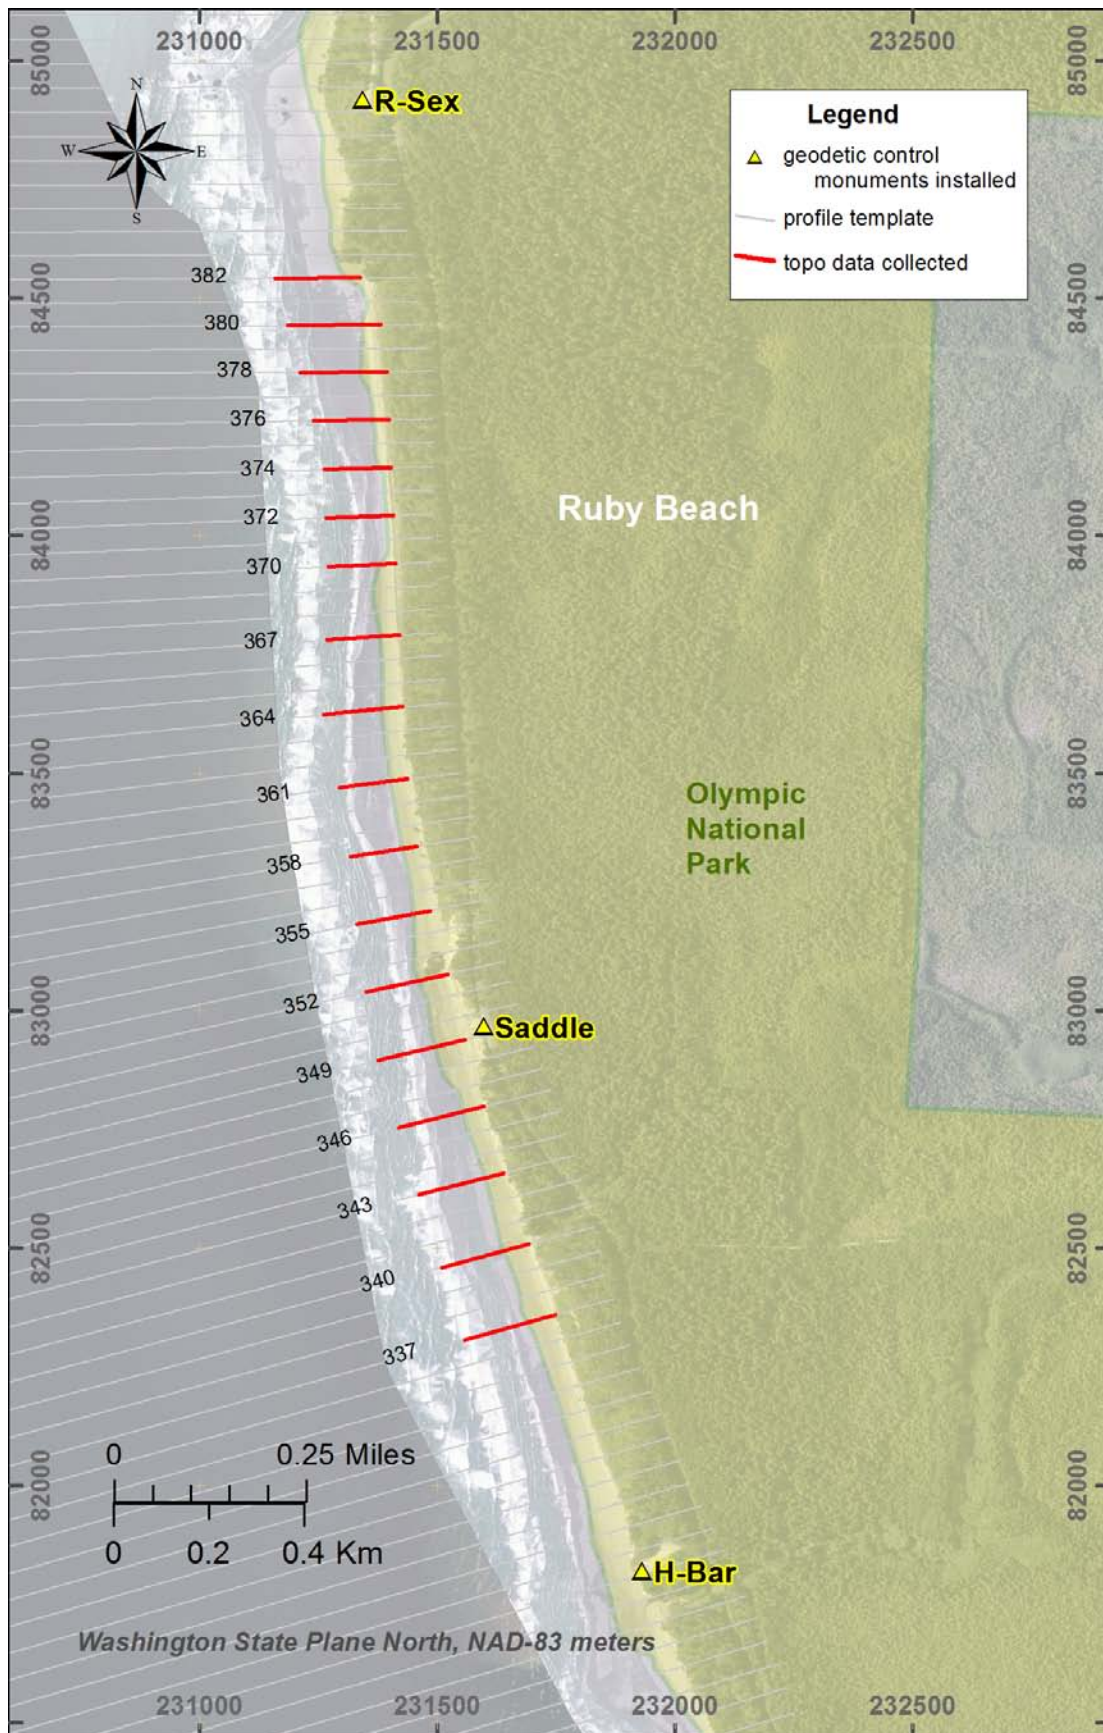 231000
231500
232000
232500
85000
85000
R-Sex
N
W
E
S
Legend
geodetic control
monuments installed
profile template
topo data collected
382
84500
84500
380
378
376
374
Ruby Beach
372
84000
84000
370
367
364
83500
83500
361
Olympic
National
Park
358
355
352
83000
83000
Saddle
349
346
343
82500
82500
340
337
0
0.25 Miles
82000
82000
0
0.2
0.4 Km
H-Bar
Washington State Plane North, NAD-83 meters
231000
231500
232000
232500